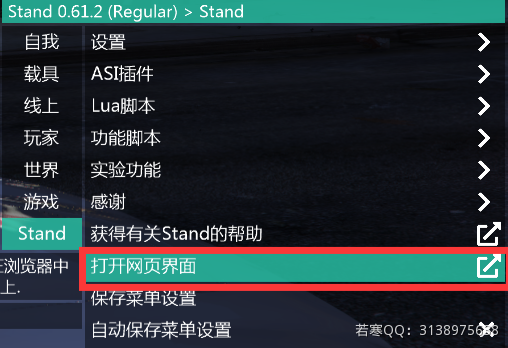 Stand 0.61.2 (Regular) > Stand
自我
设置
载具
ASI插件
线上
Lua脚本
玩家
功能脚本
世界
实验功能
游戏
感谢
Stand
获得有关Stand的帮助
浏览器中
上.
打开网页界面
保存菜单设置
自动保存菜单设置
若寒QQ：3138975